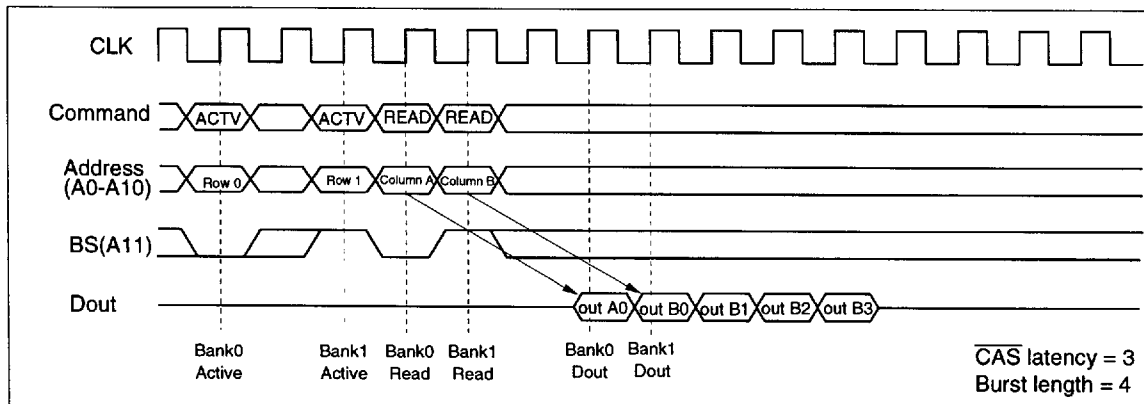 CLK
Command
ACTV
ACTV
READ
READ
Address
(A0-A10)
Row 0
Row 1
Column A
Column B
BS(A11)
Dout
out A0
out B0
out B1
out B2
out B3
Bank0
Active
Bank1
Active
Bank0
Read
Bank1
Read
Bank0
Dout
Bank1
Dout
CAS latency = 3
Burst length = 4